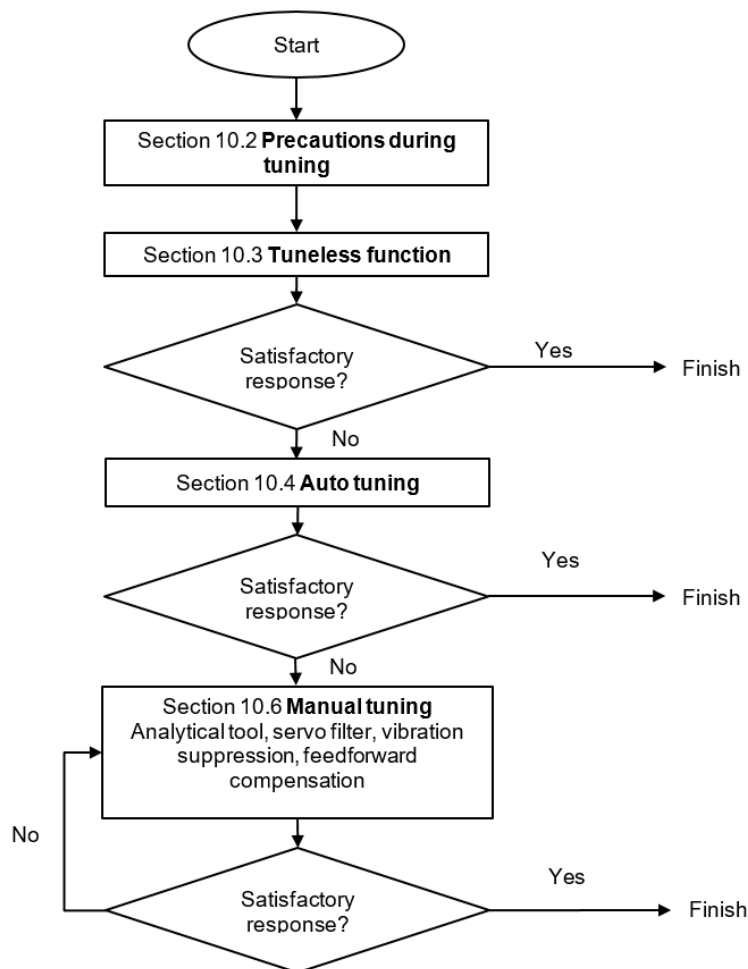 Start
Section 10.2 Precautions during
tuning
Section 10.3 Tuneless function
Satisfactory
response?
Yes
Finish
No
Section 10.4 Auto tuning
Satisfactory
response?
Yes
Finish
No
Section 10.6 Manual tuning
Analytical tool, servo filter, vibration
suppression, feedforward
compensation
No
Satisfactory
response?
Yes
Finish